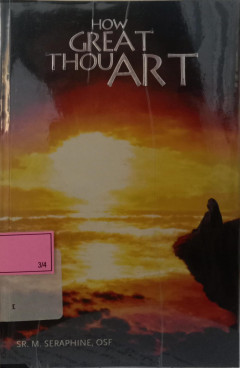 HOW
GREAT
THOU ART
3/4
E
SR. M. SERAPHINE, OSF